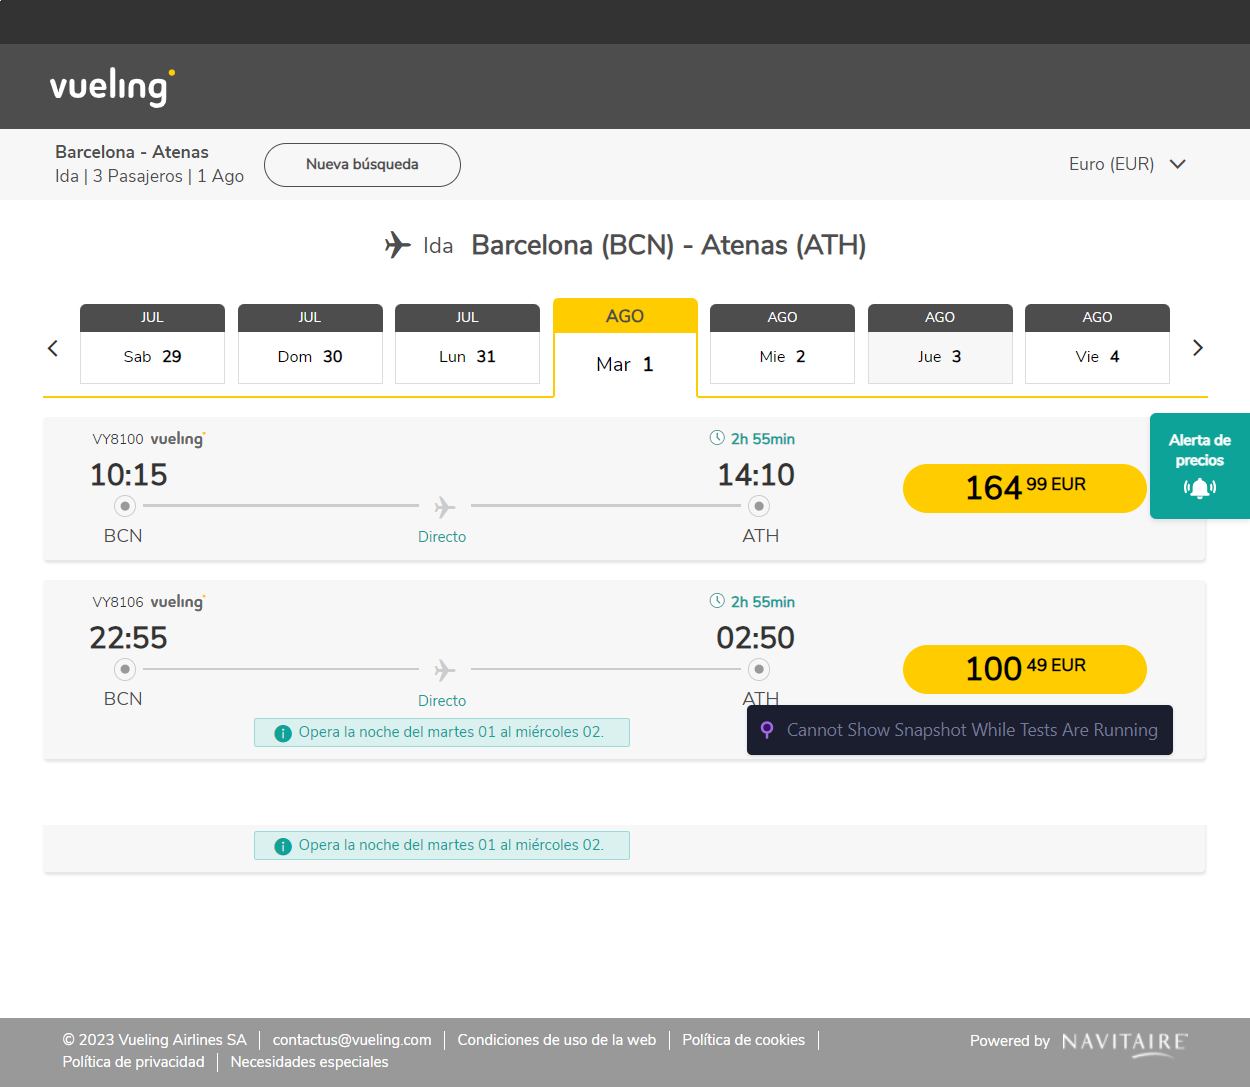 vueling
Barcelona - Atenas
Ida | 3 Pasajeros | 1 Ago
Nueva búsqueda
Euro (EUR)
Ida Barcelona (BCN) - Atenas (ATH)
JUL
Sab 29
JUL
Dom 30
JUL
Lun 31
AGO
Mar 1
AGO
Mie 2
AGO
Jue 3
AGO
Vie 4
Alerta de
precios
VY8100 vueling
2h 55min
10:15
14:10
164 99 EUR
BCN
Directo
ATH
VY8106 vueling
2h 55min
22:55
02:50
100 49 EUR
BCN
Directo
ATH
Opera la noche del martes 01 al miércoles 02.
Cannot Show Snapshot While Tests Are Running
Opera la noche del martes 01 al miércoles 02.
© 2023 Vueling Airlines SA
contactus@vueling.com
Condiciones de uso de la web
Política de cookies
Política de privacidad
Necesidades especiales
Powered by NAVITAIRE